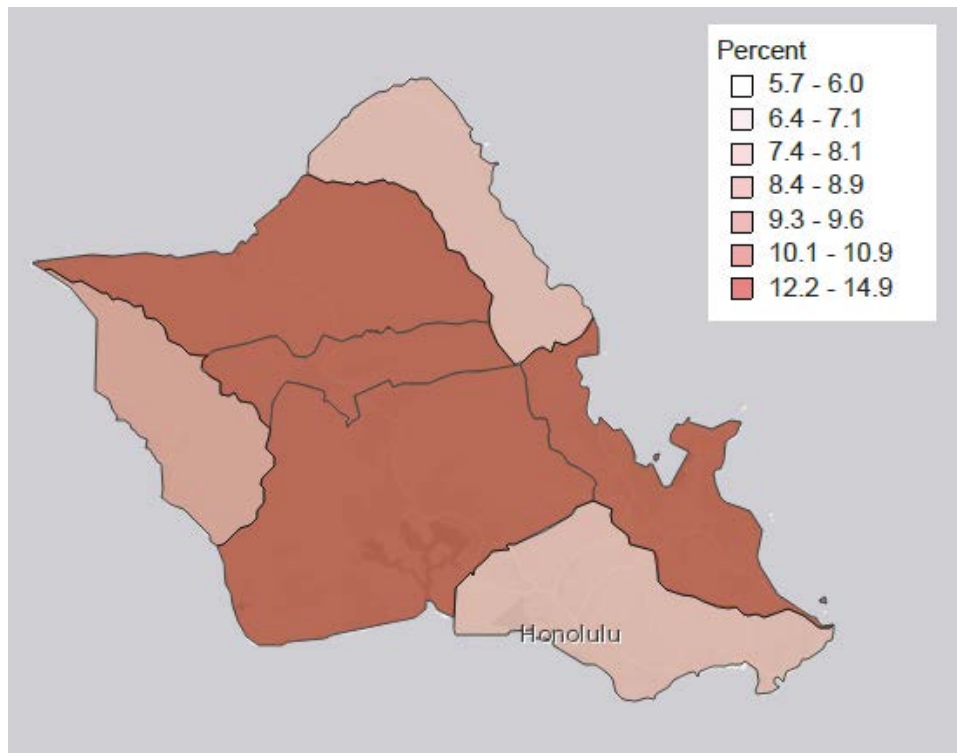 Percent
5.7 - 6.0
6.4 - 7.1
7.4 - 8.1
8.4 - 8.9
9.3 - 9.6
10.1 - 10.9
12.2 - 14.9
Honolulu